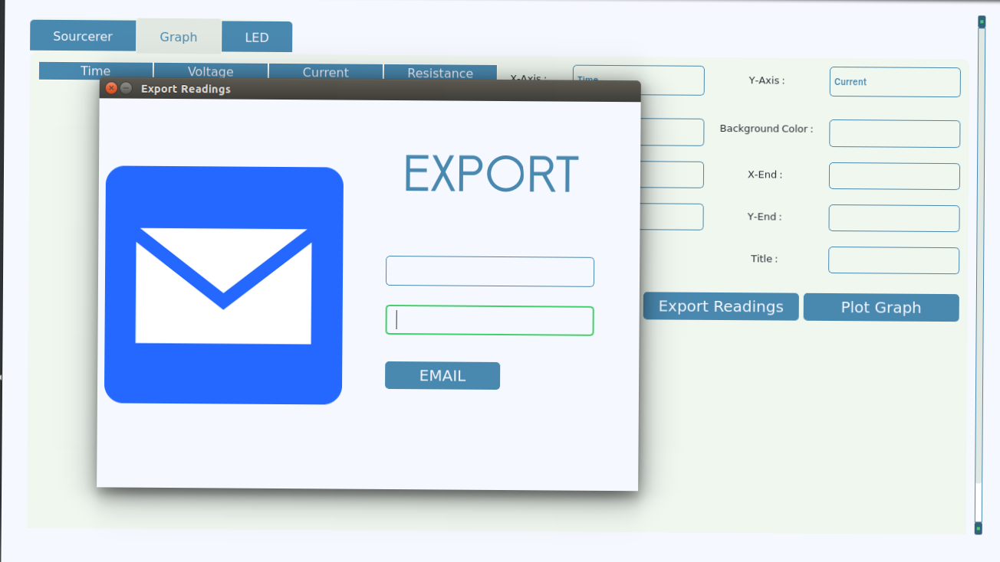 Sourcerer Graph LED
Time Voltage Current Resistance
X-Axis : Time Y-Axis : Current
Export Readings
Background Color :
EXPORT
X-End :
Y-End :
Title :
Export Readings Plot Graph
EMAIL